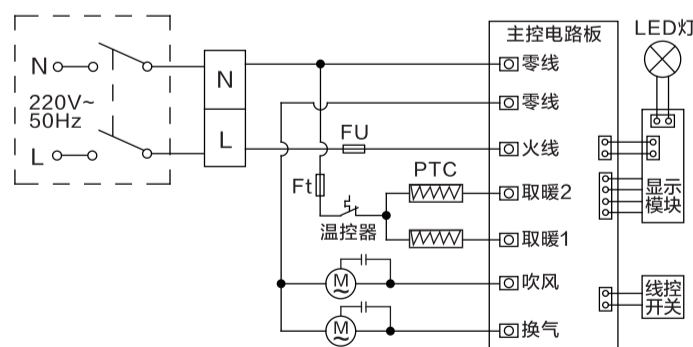 主控电路板
LED灯
N
220V~
50Hz
L
N
L
零线
零线
FU
火线
Ft
PTC
取暖2
温控器
取暖1
显示
模块
M
~
吹风
线控
开关
M
~
换气